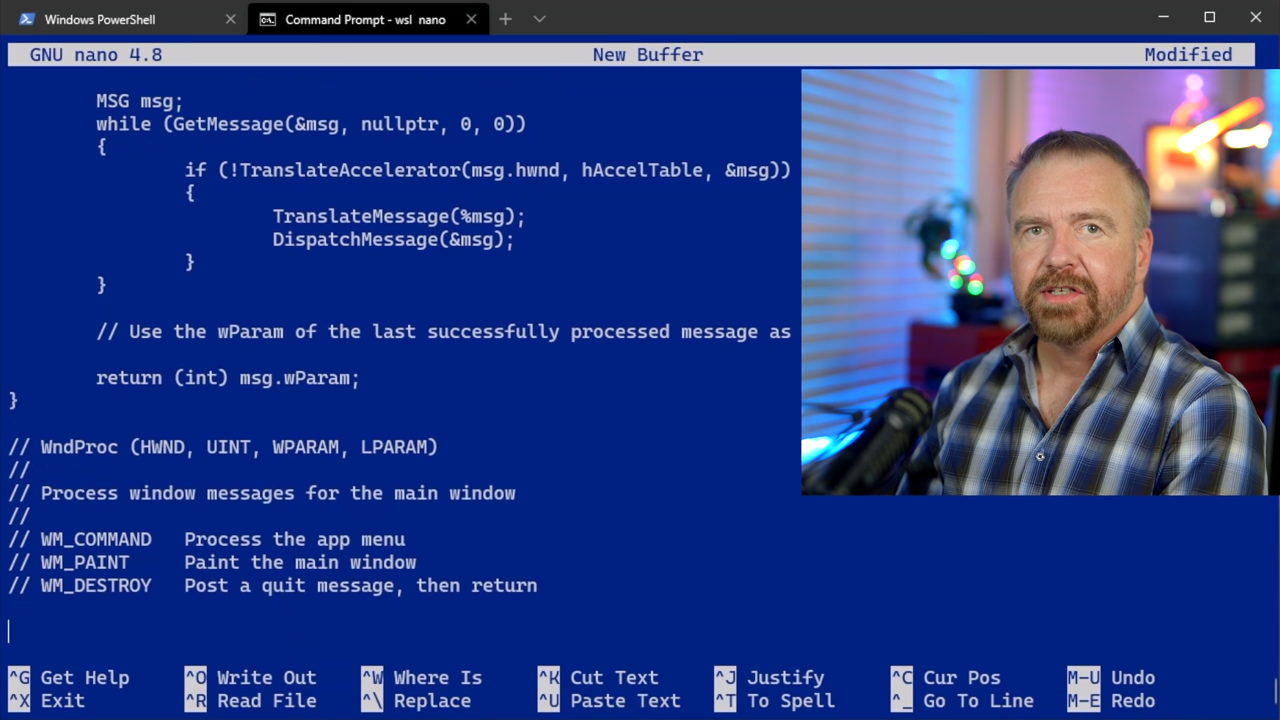 Windows PowerShell
Command Prompt - wsl nano
GNU nano 4.8 New Buffer Modified
MSG msg;
while (GetMessage(&msg, nullptr, 0, 0))
{
if (!TranslateAccelerator(msg.hwnd, hAccelTable, &msg))
{
TranslateMessage(%msg);
DispatchMessage(&msg);
}
}
// Use the wParam of the last successfully processed message as
return (int) msg.wParam;
}
// WndProc (HWND, UINT, WPARAM, LPARAM)
//
// Process window messages for the main window
//
// WM_COMMAND Process the app menu
// WM_PAINT Paint the main window
// WM_DESTROY Post a quit message, then return
^G Get Help ^O Write Out ^W Where Is ^K Cut Text ^J Justify ^C Cur Pos M-U Undo
^X Exit ^R Read File ^\ Replace ^U Paste Text ^T To Spell ^_ Go To Line M-E Redo